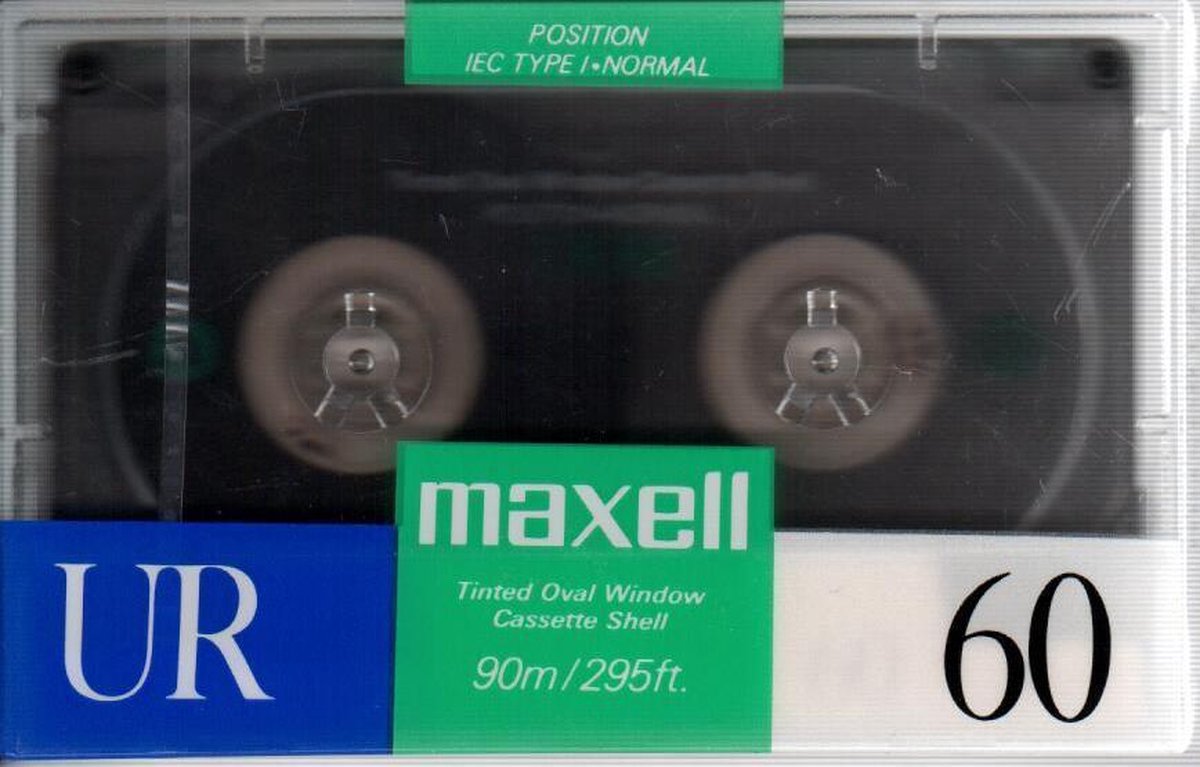 POSITION
IEC TYPE I•NORMAL
maxell
Tinted Oval Window
Cassette Shell
90m/295ft.
UR
60